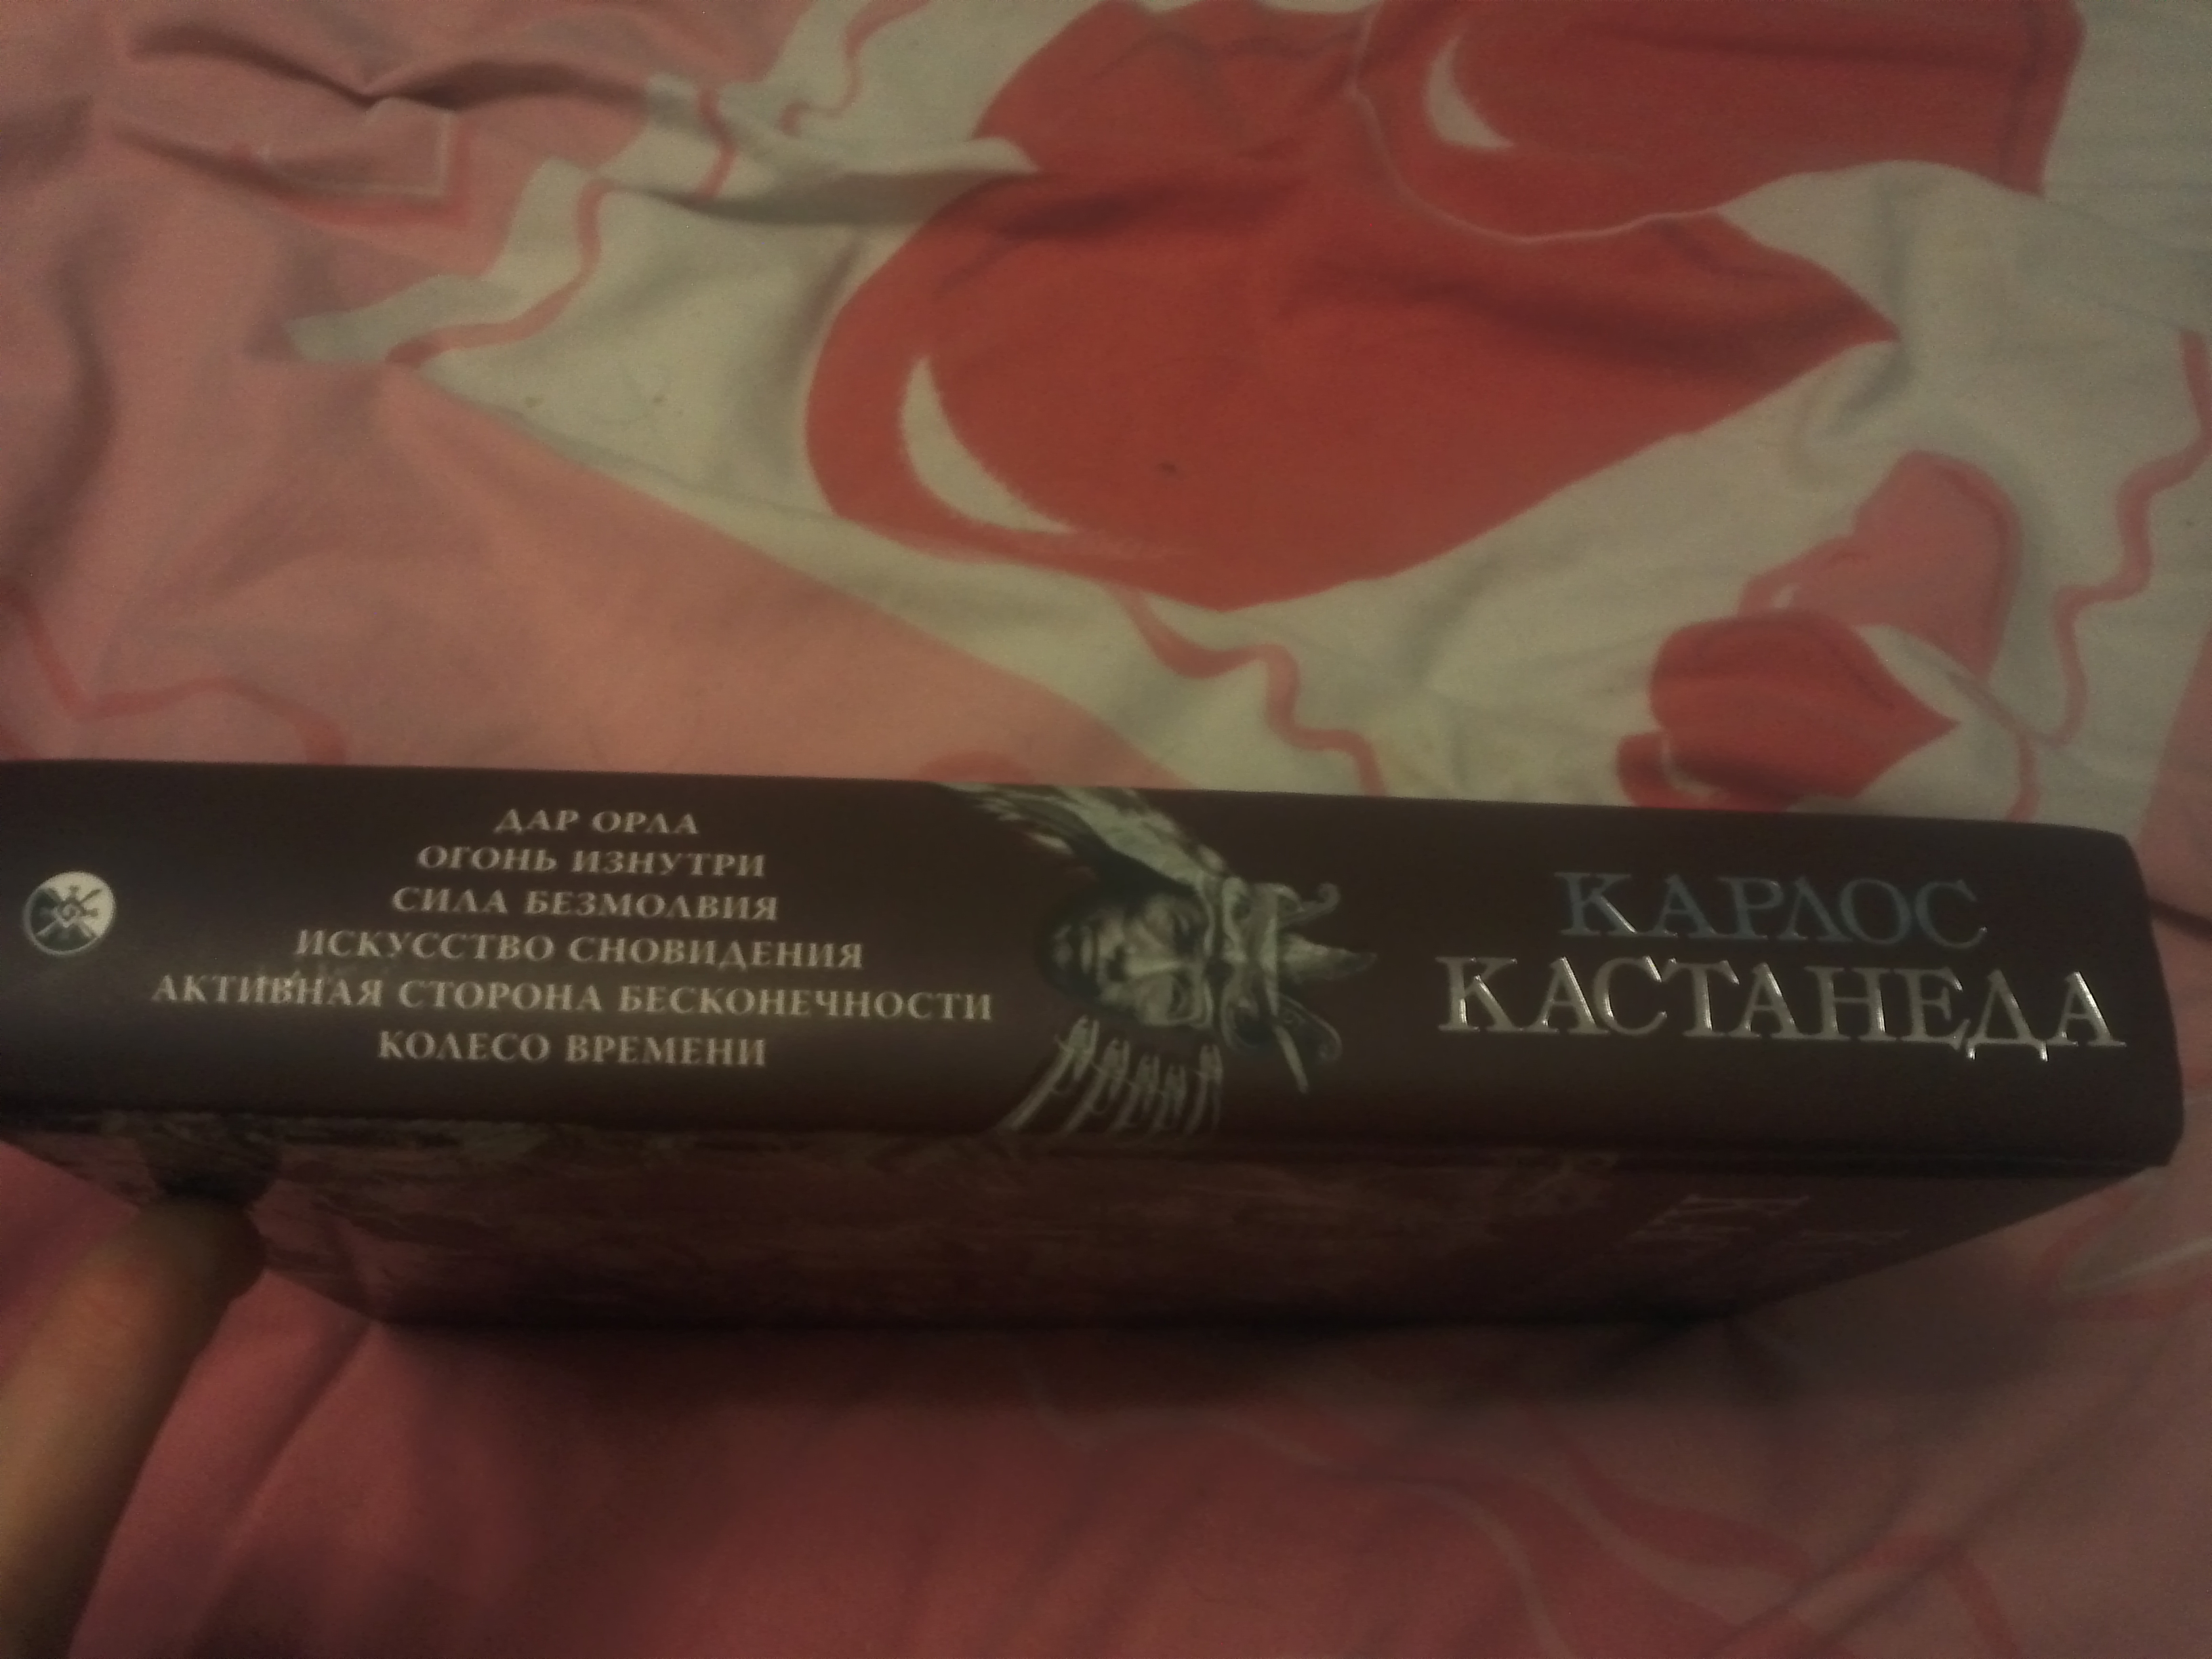 ДАР ОРЛА
ОГОНЬ ИЗНУТРИ
СИЛА БЕЗМОЛВИЯ
ИСКУССТВО СНОВИДЕНИЯ
АКТИВНАЯ СТОРОНА БЕСКОНЕЧНОСТИ
КОЛЕСО ВРЕМЕНИ
КАРЛОС
КАСТАНЕДА